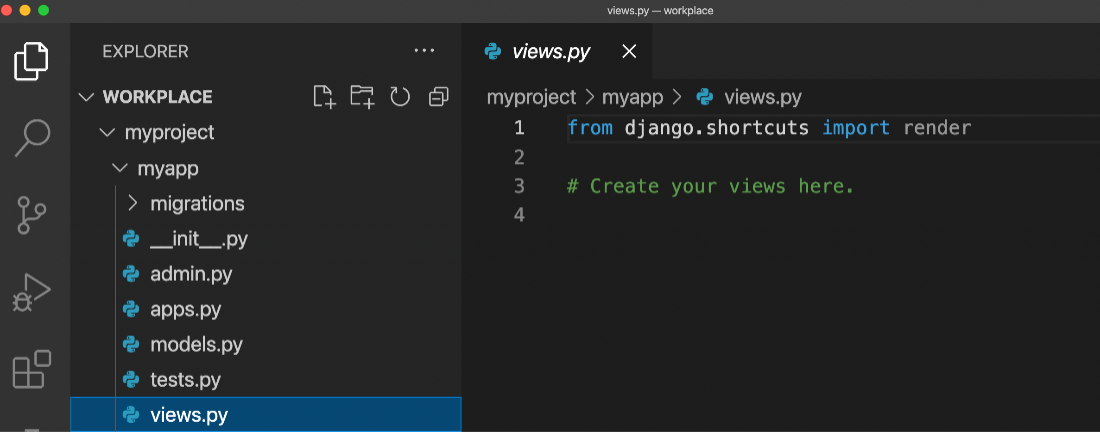 views.py — workplace
EXPLORER
WORKPLACE
myproject
myapp
migrations
__init__.py
admin.py
apps.py
models.py
tests.py
views.py
views.py
myproject > myapp > views.py
1 from django.shortcuts import render
2
3 # Create your views here.
4